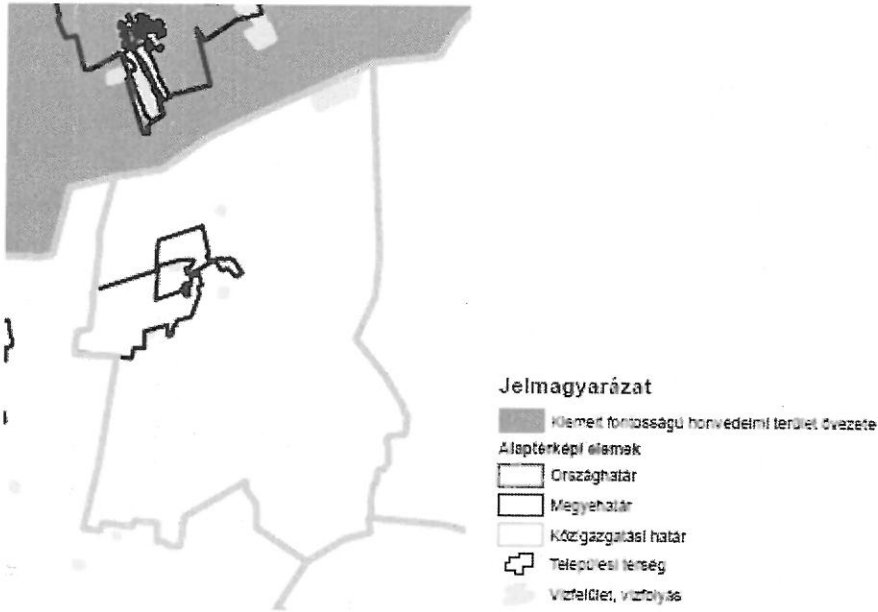 Jelmagyarázat
Kiemelt fontosságú honvédelmi terület övezete
Alaptérképi elemek
Országhatár
Megyehatár
Közigazgatási határ
Települési térség
Vízfelület, vízfolyás